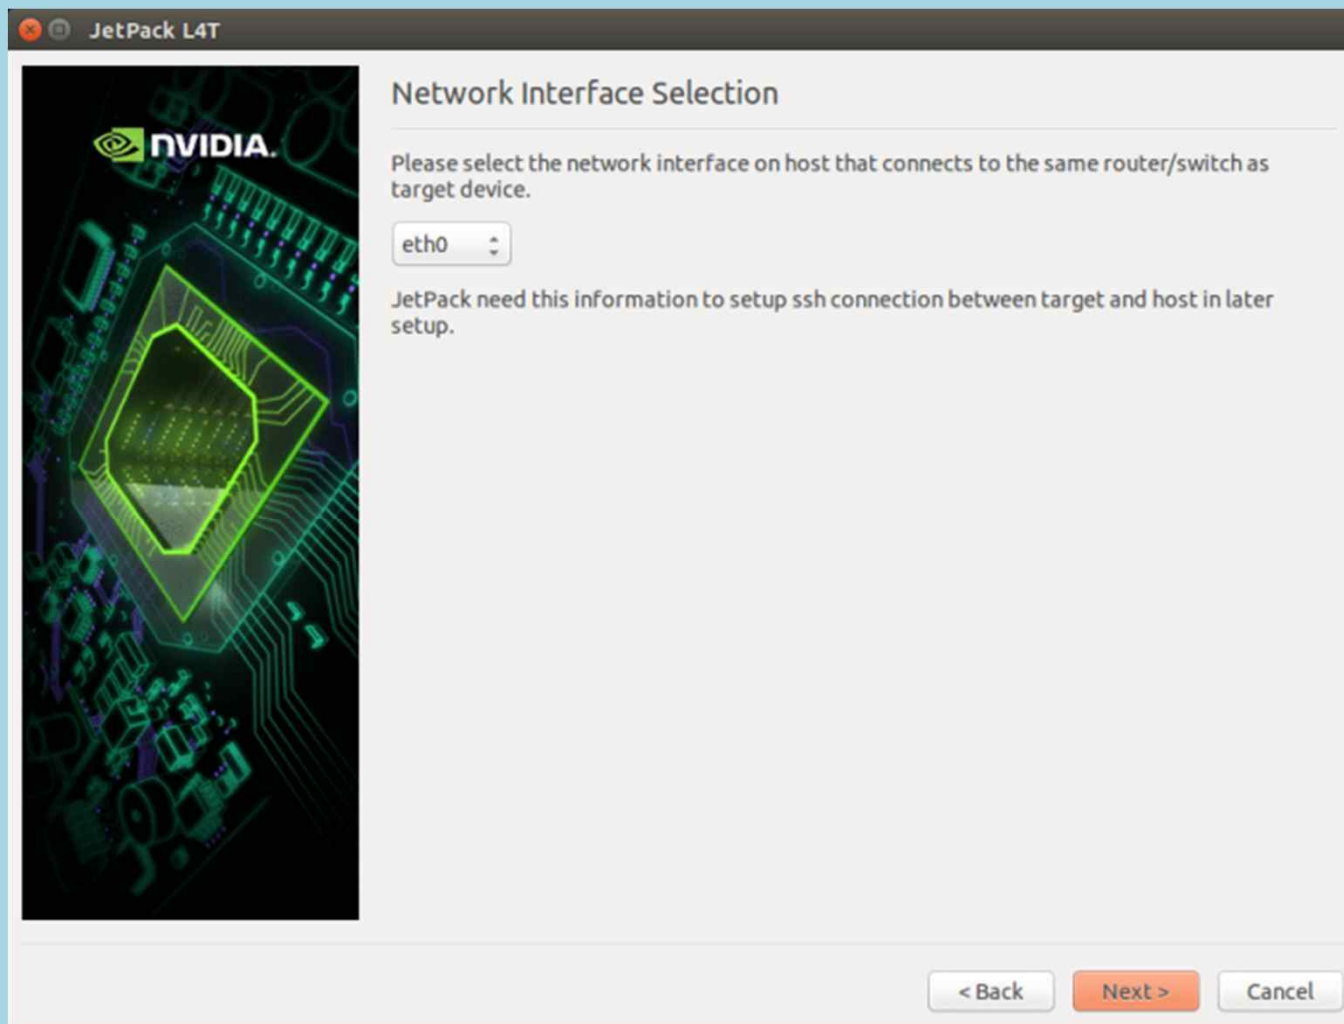 JetPack L4T
NVIDIA.
Network Interface Selection
Please select the network interface on host that connects to the same router/switch as
target device.
eth0
JetPack need this information to setup ssh connection between target and host in later
setup.
< Back
Next >
Cancel